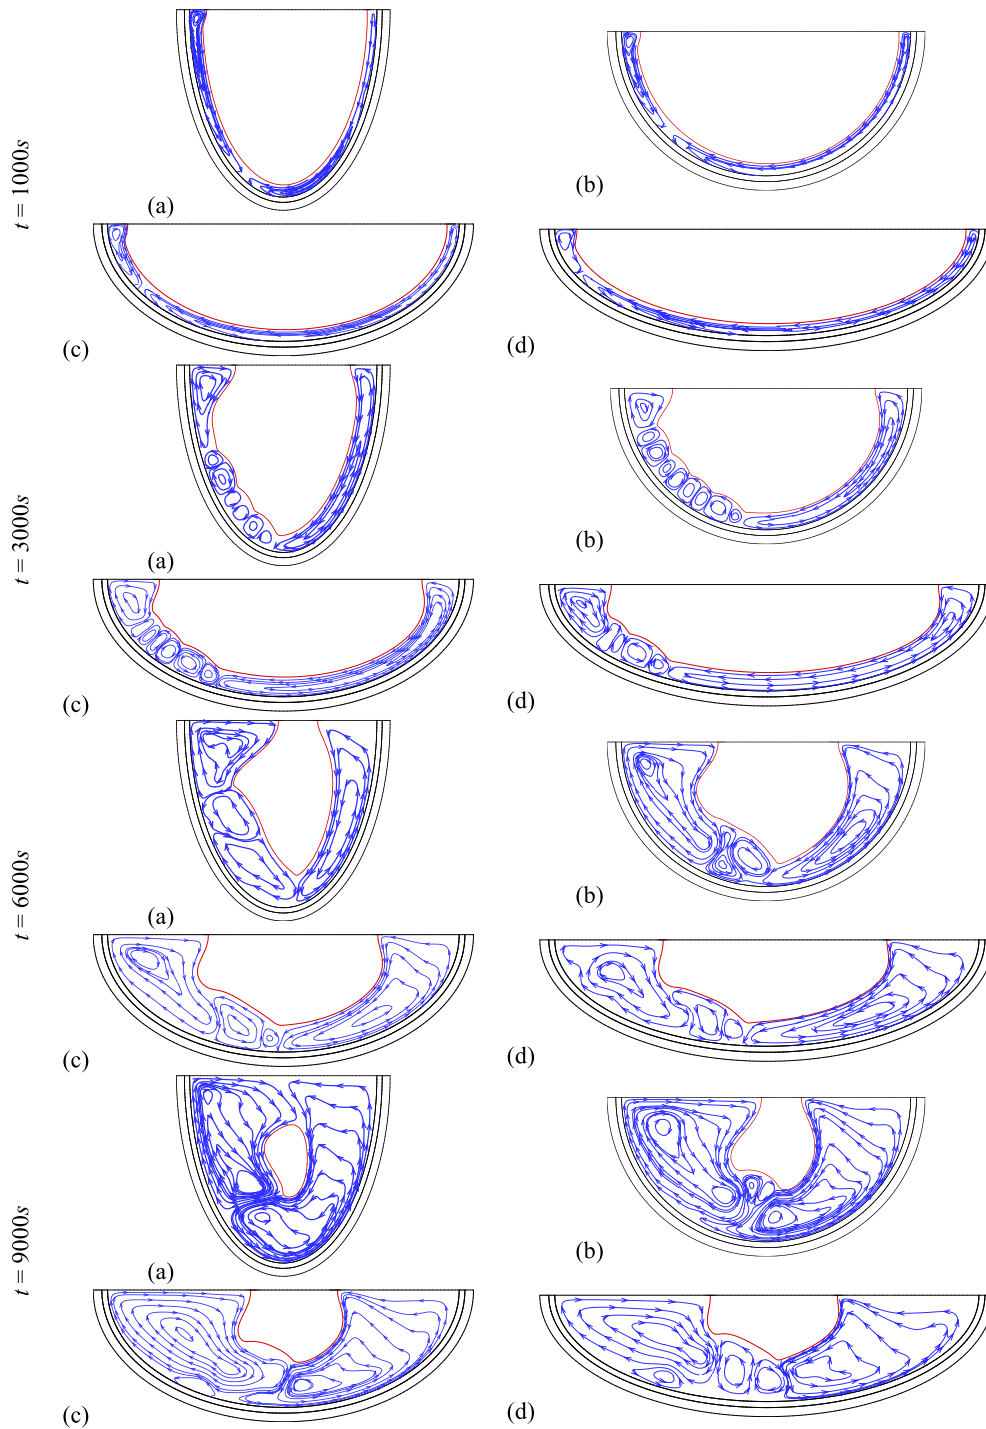 t = 1000s
(a)
(b)
(c)
(d)
t = 3000s
(a)
(b)
(c)
(d)
t = 6000s
(a)
(b)
(c)
(d)
t = 9000s
(a)
(b)
(c)
(d)